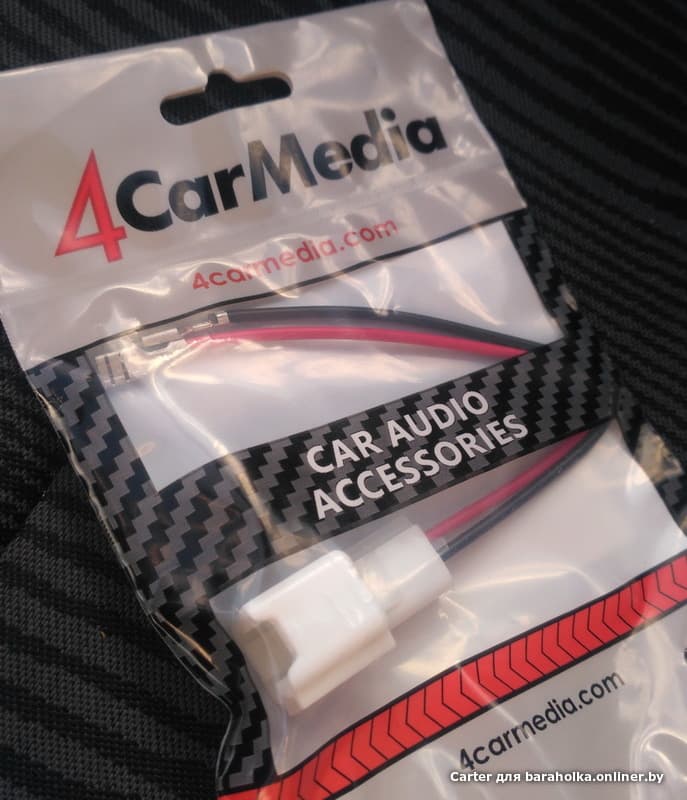 4CarMedia
4carmedia.com
CAR AUDIO
ACCESSORIES
4carmedia.com
Carter для baraholka.onliner.by